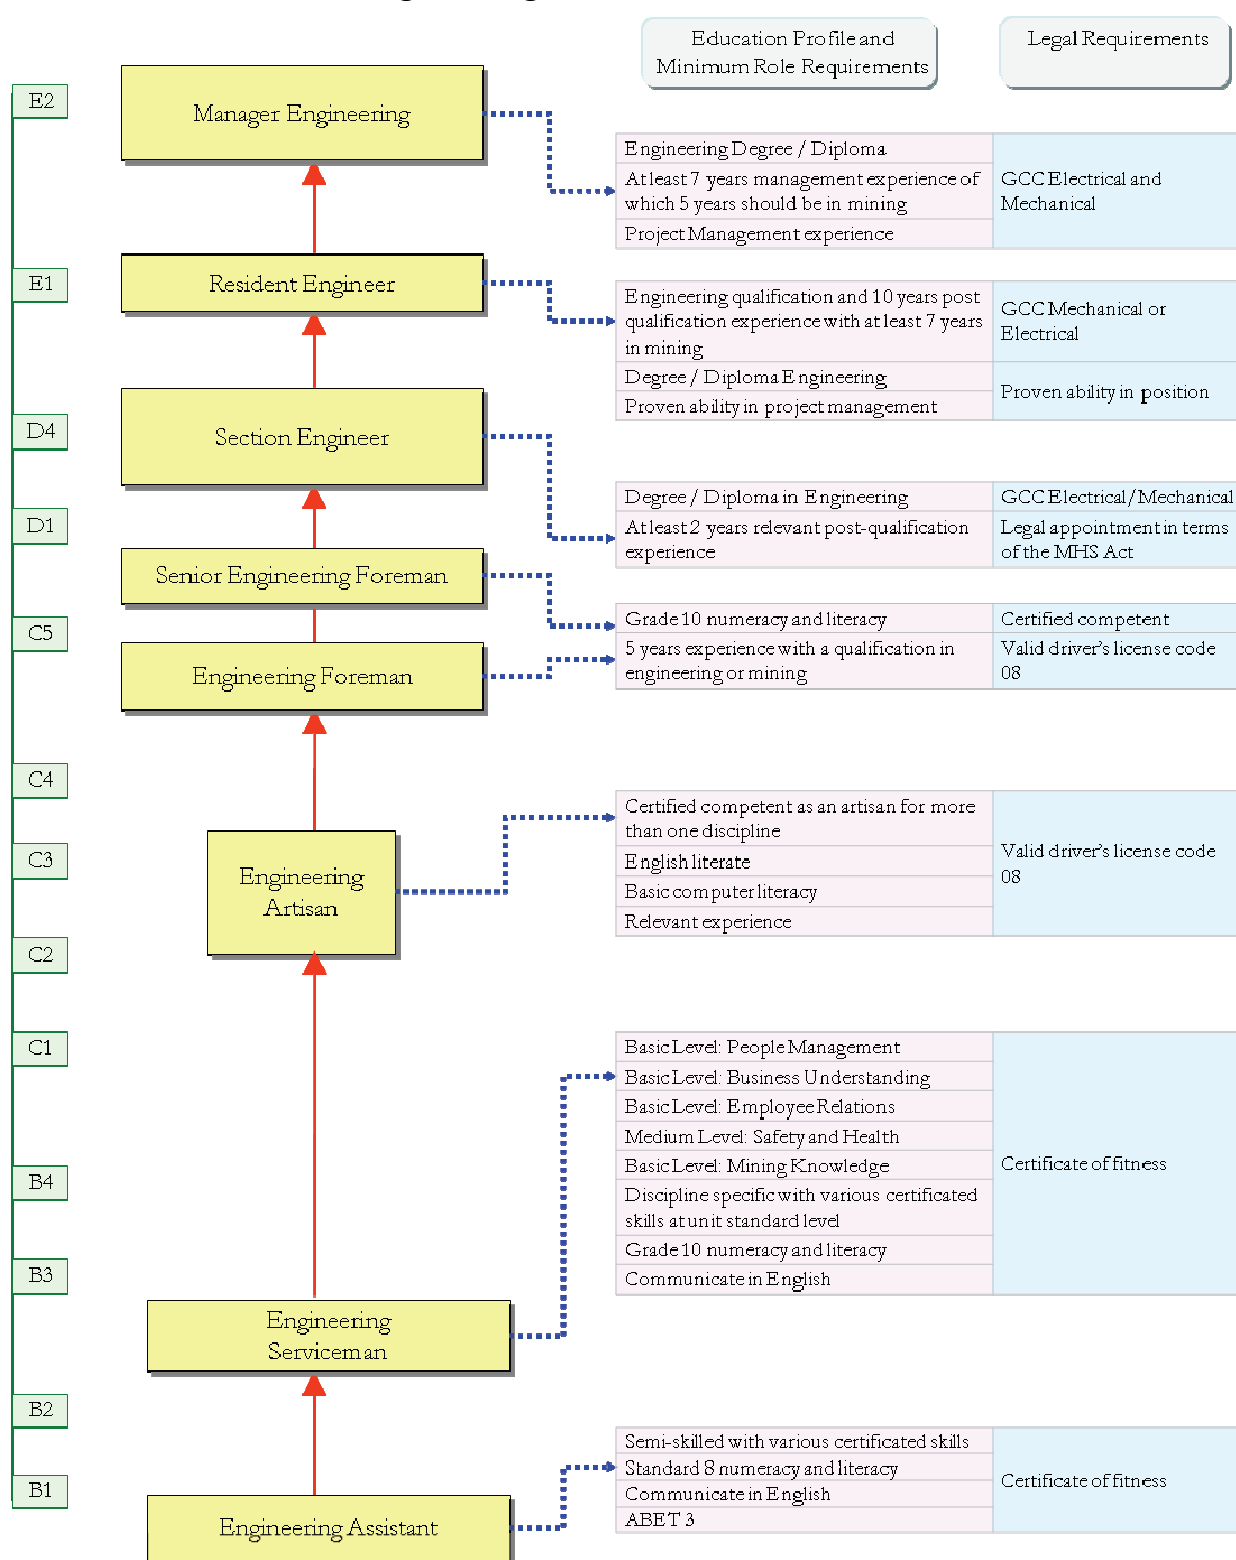 Education Profile and
Minimum Role Requirements
Legal Requirements
E2
Manager Engineering
Engineering Degree / Diploma
At least 7 years management experience of
which 5 years should be in mining
Project Management experience
GCC Electrical and
Mechanical
E1
Resident Engineer
Engineering qualification and 10 years post
qualification experience with at least 7 years
in mining
GCC Mechanical or
Electrical
Degree / Diploma Engineering
Proven ability in project management
Proven ability in position
D4
Section Engineer
Degree / Diploma in Engineering
GCC Electrical/Mechanical
At least 2 years relevant post-qualification
experience
Legal appointment in terms
of the MHS Act
D1
Senior Engineering Foreman
Grade 10 numeracy and literacy
Certified competent
C5
Engineering Foreman
5 years experience with a qualification in
engineering or mining
Valid driver's license code
08
C4
Certified competent as an artisan for more
than one discipline
English literate
Basic computer literacy
Relevant experience
Valid driver's license code
08
C3
Engineering
Artisan
C2
C1
Basic Level: People Management
Basic Level: Business Understanding
Basic Level: Employee Relations
Medium Level: Safety and Health
Basic Level: Mining Knowledge
Discipline specific with various certificated
skills at unit standard level
Grade 10 numeracy and literacy
Communicate in English
Certificate of fitness
B4
B3
Engineering
Serviceman
B2
Semi-skilled with various certificated skills
Standard 8 numeracy and literacy
Communicate in English
ABET 3
Certificate of fitness
B1
Engineering Assistant